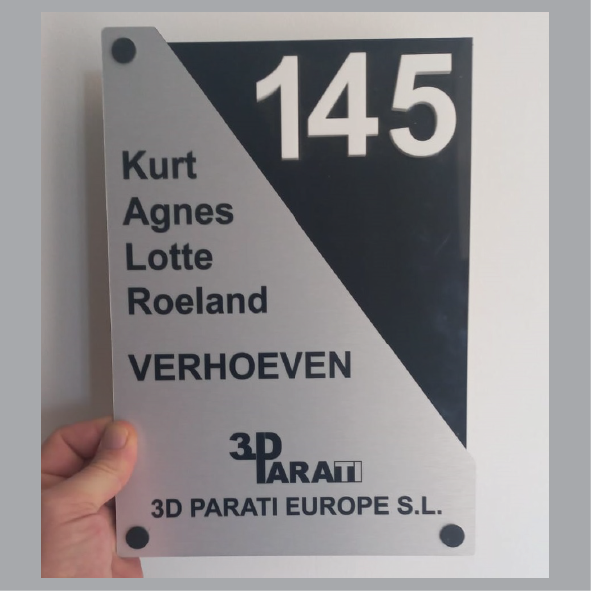 145
Kurt
Agnes
Lotte
Roeland
VERHOEVEN
3D
PARATI
3D PARATI EUROPE S.L.